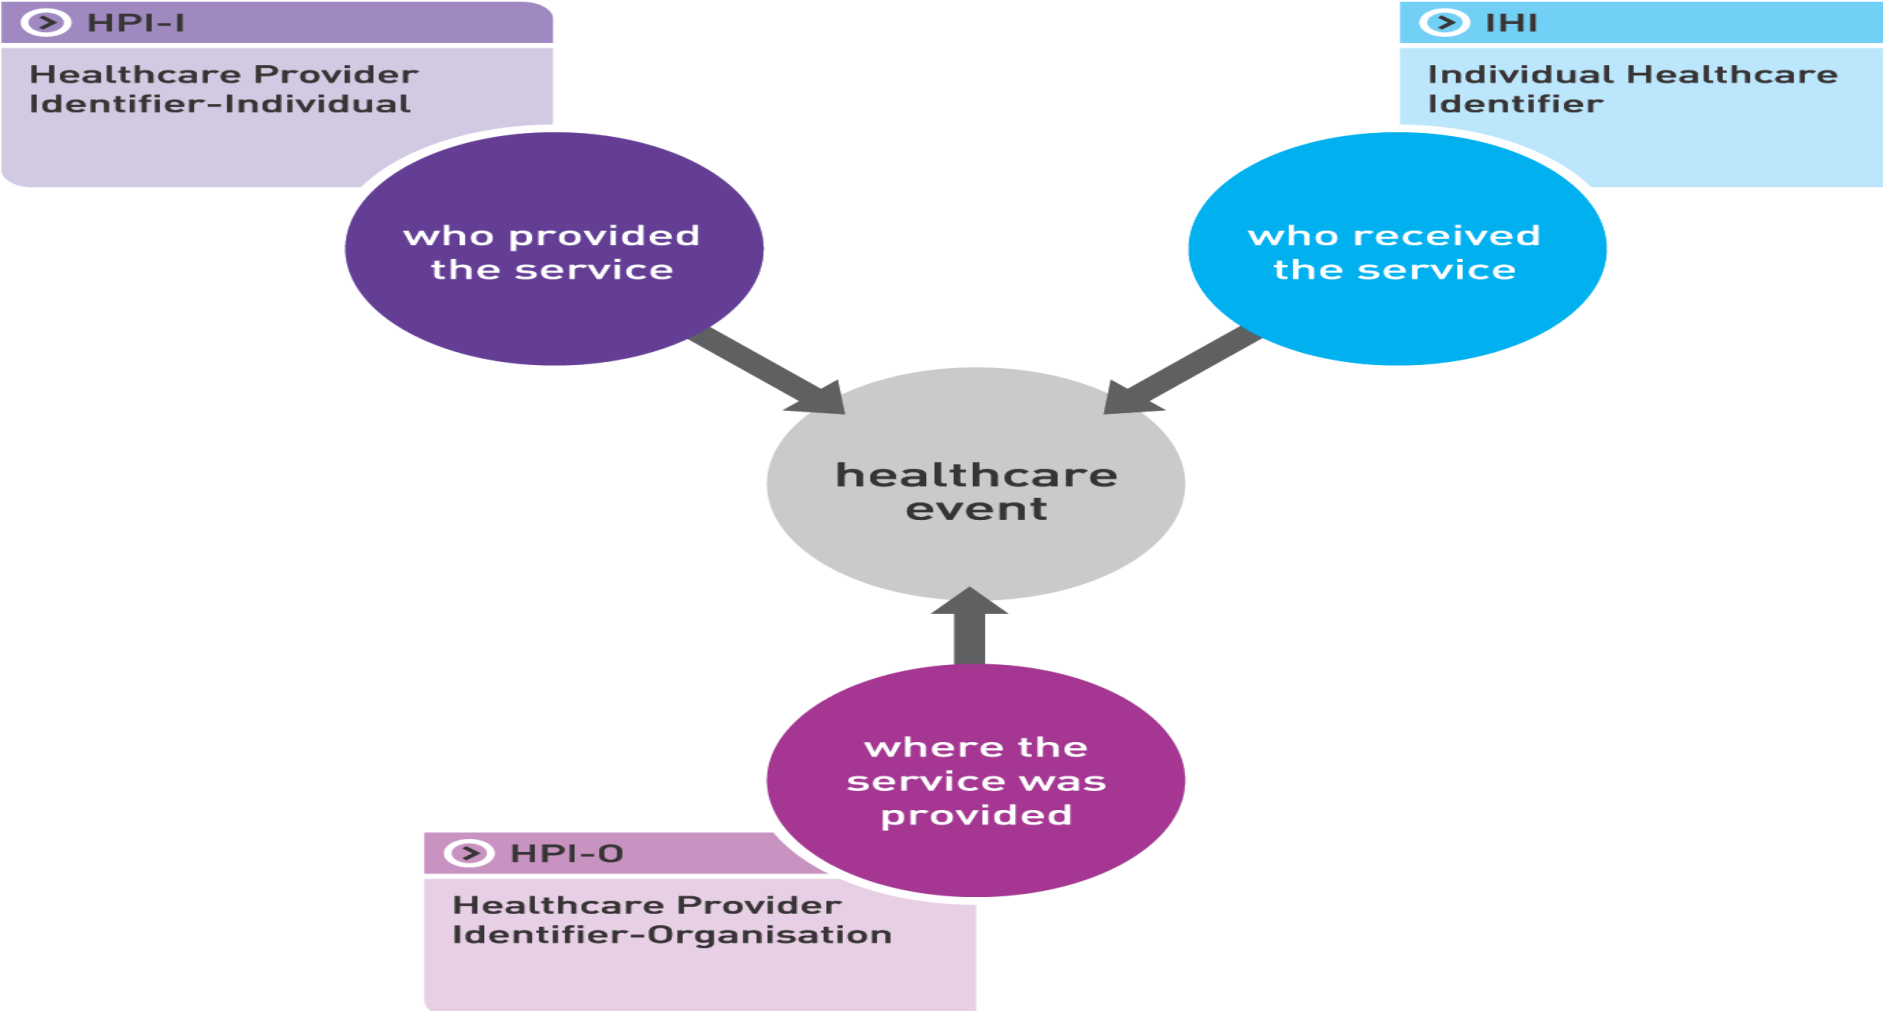 HPI-I
Healthcare Provider
Identifier-Individual
who provided
the service
IHI
Individual Healthcare
Identifier
who received
the service
healthcare
event
where the
service was
provided
HPI-O
Healthcare Provider
Identifier-Organisation